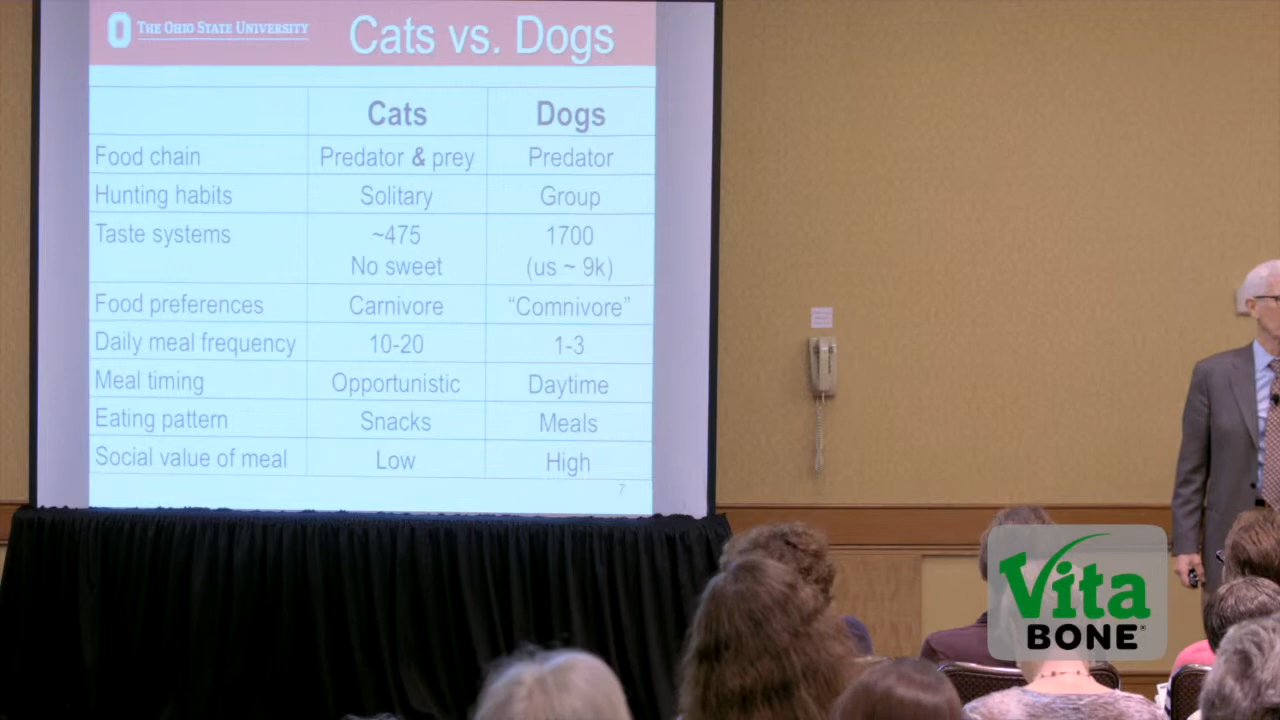 THE OHIO STATE UNIVERSITY
Cats vs. Dogs
Cats Dogs
Food chain Predator & prey Predator
Hunting habits Solitary Group
Taste systems ~475 1700
No sweet (us ~ 9k)
Food preferences Carnivore “Comnivore”
Daily meal frequency 10-20 1-3
Meal timing Opportunistic Daytime
Eating pattern Snacks Meals
Social value of meal Low High
7
Vita
BONE